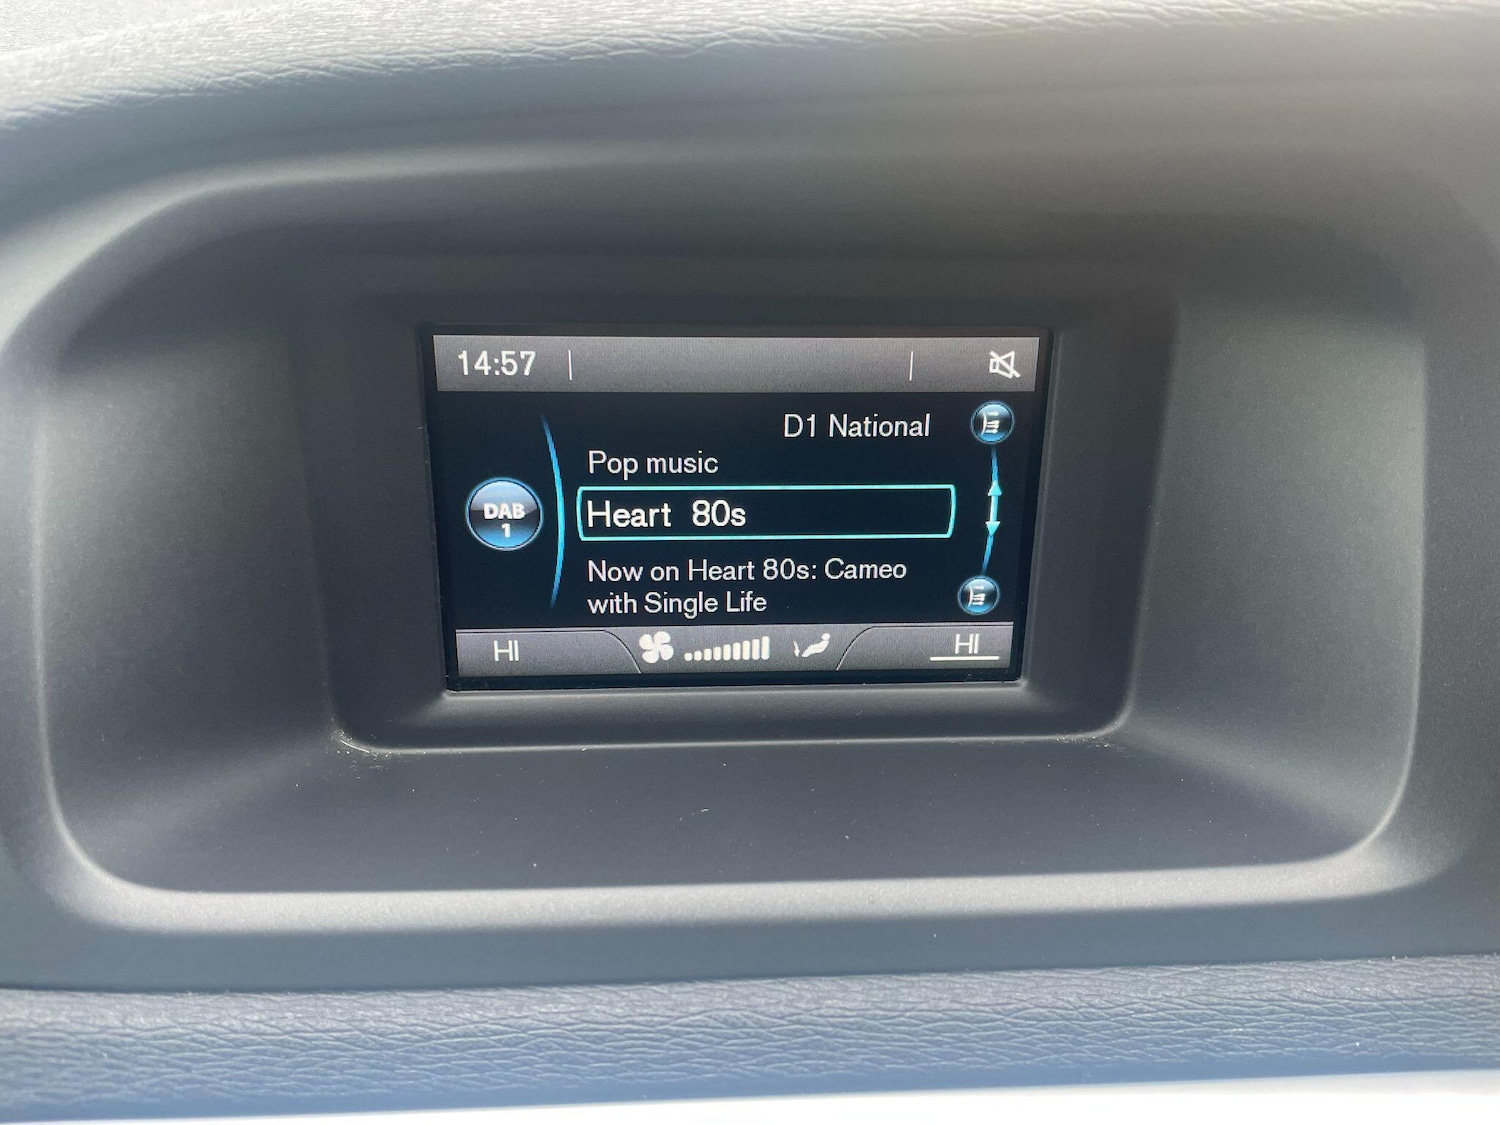 14:57
D1 National
Pop music
DAB
1
Heart 80s
Now on Heart 80s: Cameo
with Single Life
HI
HI